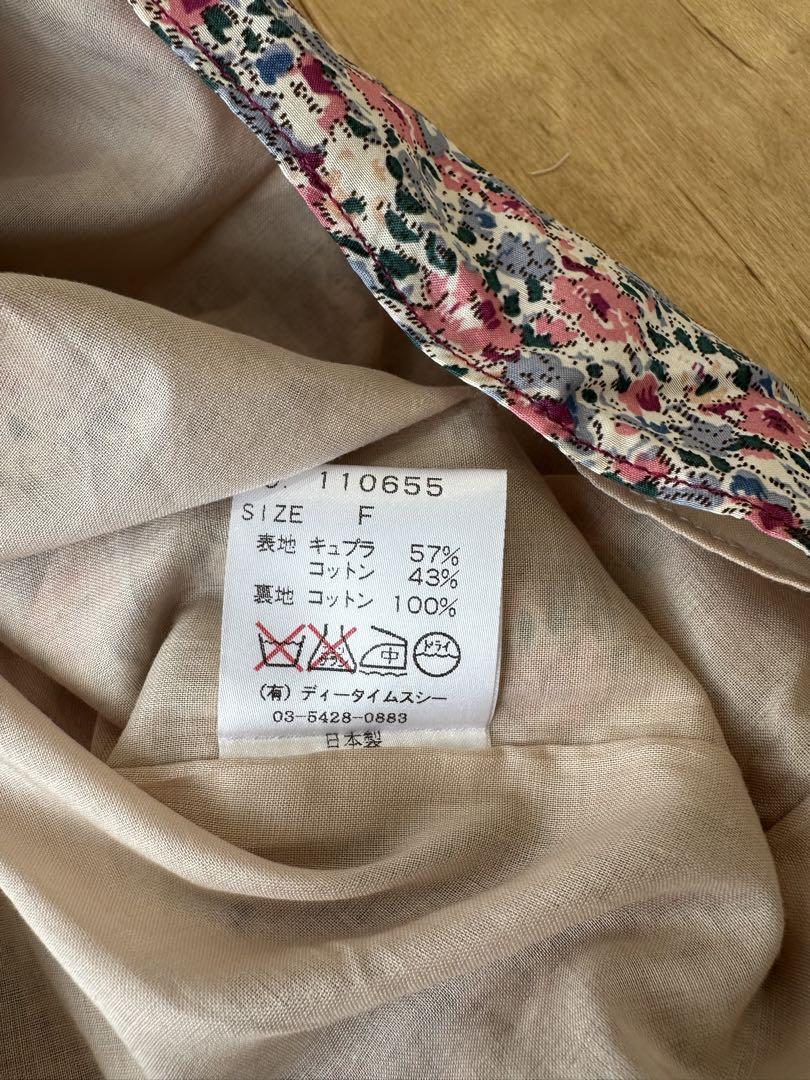 110655
SIZE F
表地 キュプラ 57%
コットン 43%
裏地 コットン 100%
中 ドライ
(有) ディータイムスシー
03-5428-0883
日本製